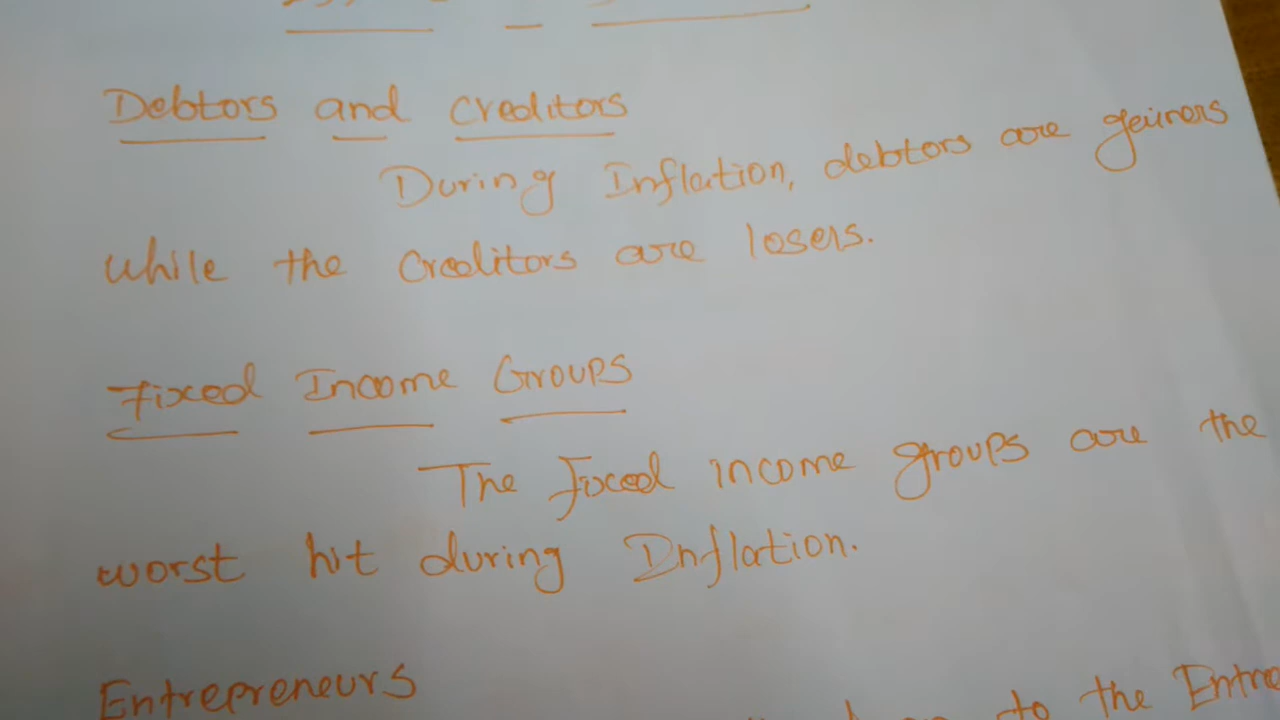 Debtors and Creditors
During Inflation, debtors are gainers
while the Creditors are losers.
Fixed Income Groups
The Fixed income groups are the
worst hit during Inflation.
Entrepreneurs
to the